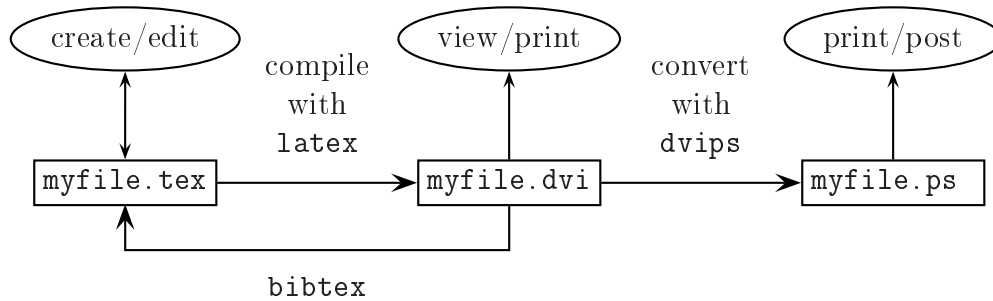 create/edit
compile
with
latex
view/print
convert
with
dvips
print/post
myfile.tex
myfile.dvi
myfile.ps
bibtex